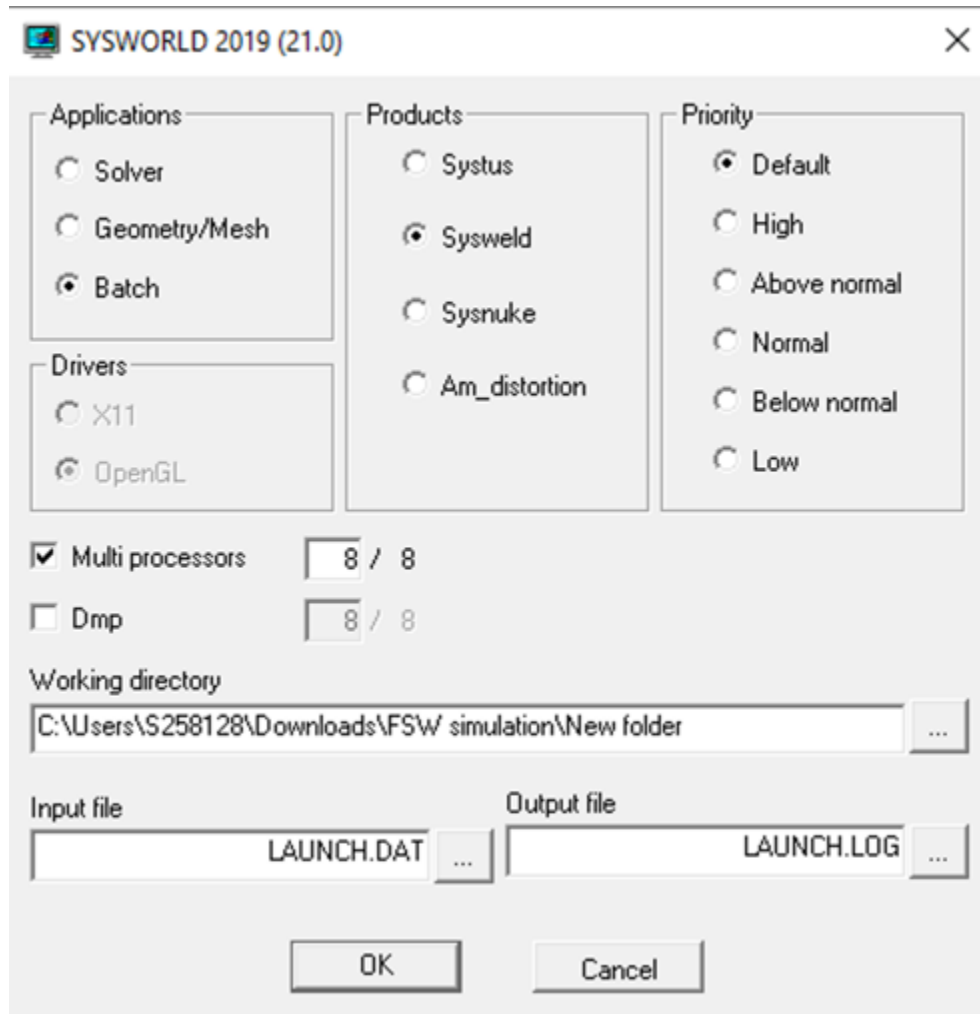 SYSWORLD 2019 (21.0)
Applications
Solver
Geometry/Mesh
Batch
Drivers
X11
OpenGL
Products
Systus
Sysweld
Sysnuke
Am_distortion
Priority
Default
High
Above normal
Normal
Below normal
Low
Multi processors 8 / 8
Dmp 8 / 8
Working directory
C:\Users\S258128\Downloads\FSW simulation\New folder
...
Input file
LAUNCH.DAT
...
Output file
LAUNCH.LOG
...
OK
Cancel